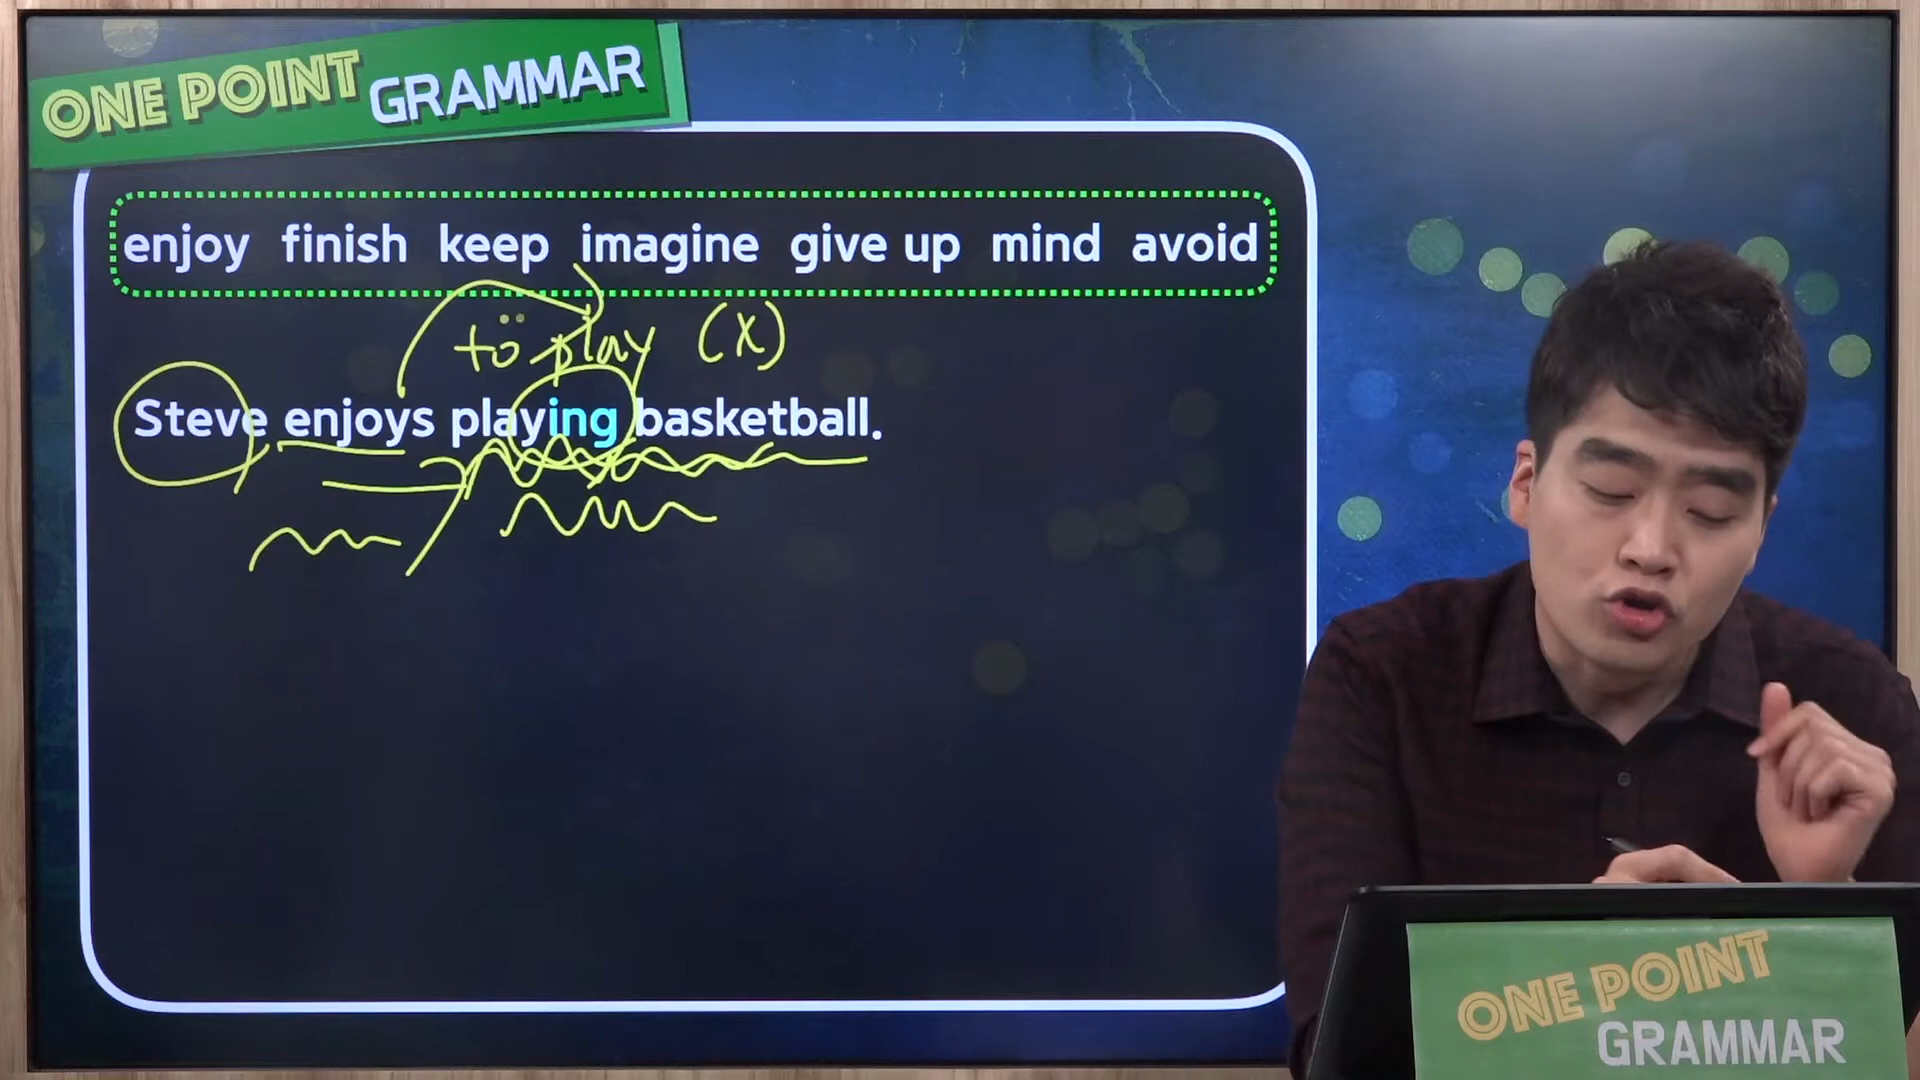 ONE POINT GRAMMAR
enjoy finish keep imagine give up mind avoid
to play (X)
Steve enjoys playing basketball.
ONE POINT
GRAMMAR